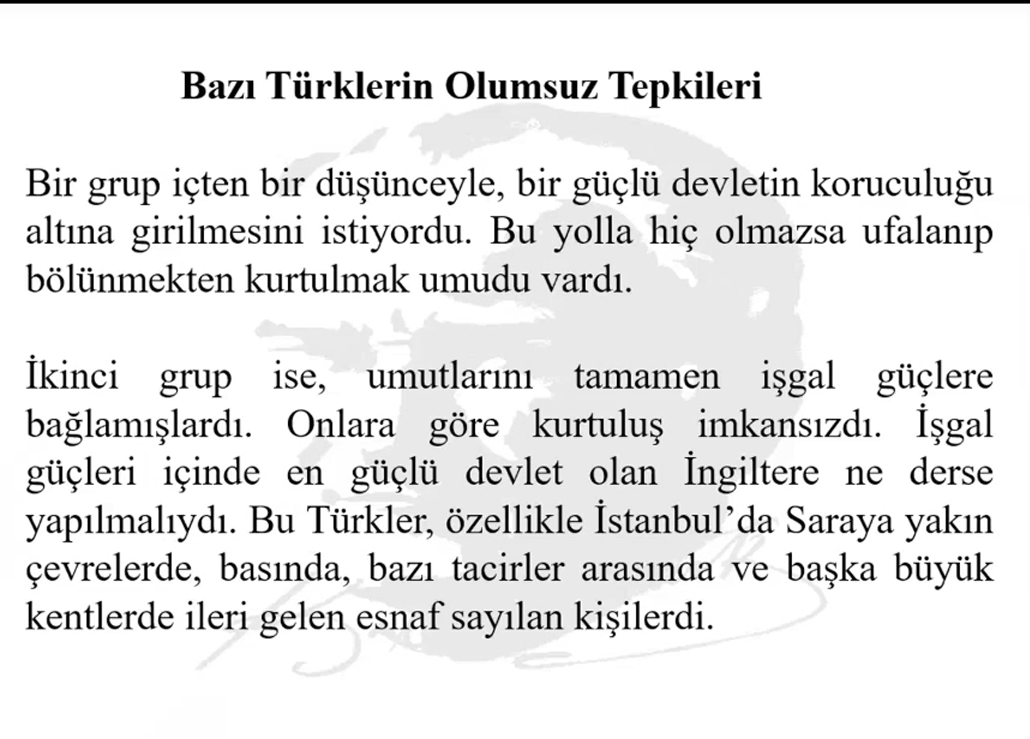 Bazı Türklerin Olumsuz Tepkileri
Bir grup içten bir düşünceyle, bir güçlü devletin koruculuğu
altına girilmesini istiyordu. Bu yolla hiç olmazsa ufalanıp
bölünmekten kurtulmak umudu vardı.
İkinci grup ise, umutlarını tamamen işgal güçlere
bağlamışlardı. Onlara göre kurtuluş imkansızdı. İşgal
güçleri içinde en güçlü devlet olan İngiltere ne derse
yapılmalıydı. Bu Türkler, özellikle İstanbul’da Saraya yakın
çevrelerde, basında, bazı tacirler arasında ve başka büyük
kentlerde ileri gelen esnaf sayılan kişilerdi.